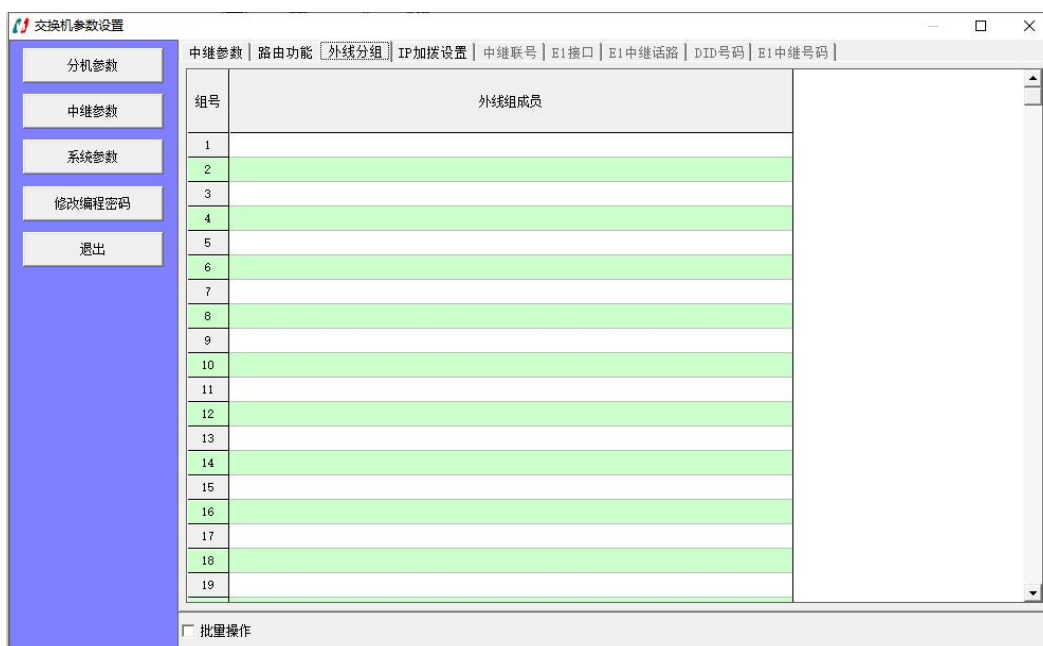 交换机参数设置
分机参数
中继参数
系统参数
修改编程密码
退出
中继参数 路由功能 外线分组 IP加拨设置 中继联号 E1接口 E1中继话路 DID号码 E1中继号码
组号 外线组成员
1
2
3
4
5
6
7
8
9
10
11
12
13
14
15
16
17
18
19
批量操作